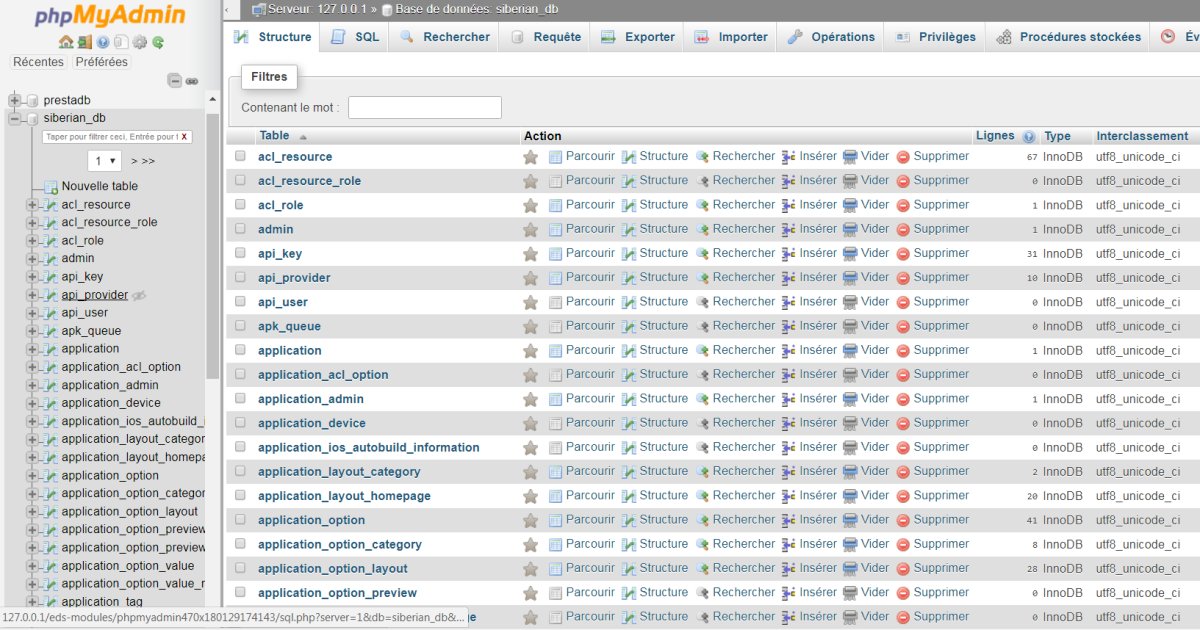 phpMyAdmin
Récentes Préférées
prestadb
siberian_db
Taper pour filtrer ceci, Entrée pour t X
1 > >>
Nouvelle table
acl_resource
acl_resource_role
acl_role
admin
api_key
api_provider
api_user
apk_queue
application
application_acl_option
application_admin
application_device
application_ios_autobuild_
application_layout_categor
application_layout_homepa
application_option
application_option_categor
application_option_layout
application_option_preview
application_option_preview
application_option_value
application_option_value_r
application_tag
127.0.0.1/eds-modules/phpmyadmin470x180129174143/sql.php?server=1&db=siberian_db&...
Serveur: 127.0.0.1 » Base de données: siberian_db
Structure SQL Rechercher Requête Exporter Importer Opérations Privilèges Procédures stockées Év
Filtres
Contenant le mot :
Table Action Lignes Type Interclassement
acl_resource Parcourir Structure Rechercher Insérer Vider Supprimer 67 InnoDB utf8_unicode_ci
acl_resource_role Parcourir Structure Rechercher Insérer Vider Supprimer 0 InnoDB utf8_unicode_ci
acl_role Parcourir Structure Rechercher Insérer Vider Supprimer 1 InnoDB utf8_unicode_ci
admin Parcourir Structure Rechercher Insérer Vider Supprimer 1 InnoDB utf8_unicode_ci
api_key Parcourir Structure Rechercher Insérer Vider Supprimer 31 InnoDB utf8_unicode_ci
api_provider Parcourir Structure Rechercher Insérer Vider Supprimer 10 InnoDB utf8_unicode_ci
api_user Parcourir Structure Rechercher Insérer Vider Supprimer 0 InnoDB utf8_unicode_ci
apk_queue Parcourir Structure Rechercher Insérer Vider Supprimer 0 InnoDB utf8_unicode_ci
application Parcourir Structure Rechercher Insérer Vider Supprimer 1 InnoDB utf8_unicode_ci
application_acl_option Parcourir Structure Rechercher Insérer Vider Supprimer 0 InnoDB utf8_unicode_ci
application_admin Parcourir Structure Rechercher Insérer Vider Supprimer 1 InnoDB utf8_unicode_ci
application_device Parcourir Structure Rechercher Insérer Vider Supprimer 0 InnoDB utf8_unicode_ci
application_ios_autobuild_information Parcourir Structure Rechercher Insérer Vider Supprimer 0 InnoDB utf8_unicode_ci
application_layout_category Parcourir Structure Rechercher Insérer Vider Supprimer 2 InnoDB utf8_unicode_ci
application_layout_homepage Parcourir Structure Rechercher Insérer Vider Supprimer 20 InnoDB utf8_unicode_ci
application_option Parcourir Structure Rechercher Insérer Vider Supprimer 41 InnoDB utf8_unicode_ci
application_option_category Parcourir Structure Rechercher Insérer Vider Supprimer 8 InnoDB utf8_unicode_ci
application_option_layout Parcourir Structure Rechercher Insérer Vider Supprimer 28 InnoDB utf8_unicode_ci
application_option_preview Parcourir Structure Rechercher Insérer Vider Supprimer 0 InnoDB utf8_unicode_ci
e Parcourir Structure Rechercher Insérer Vider Supprimer 0 InnoDB utf8_unicode_ci